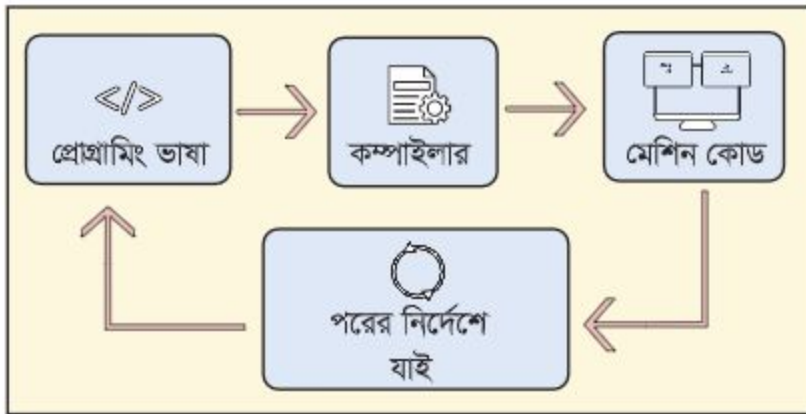 </>
প্রোগ্রামিং ভাষা
কম্পাইলার
মেশিন কোড
পরের নির্দেশে
যাই